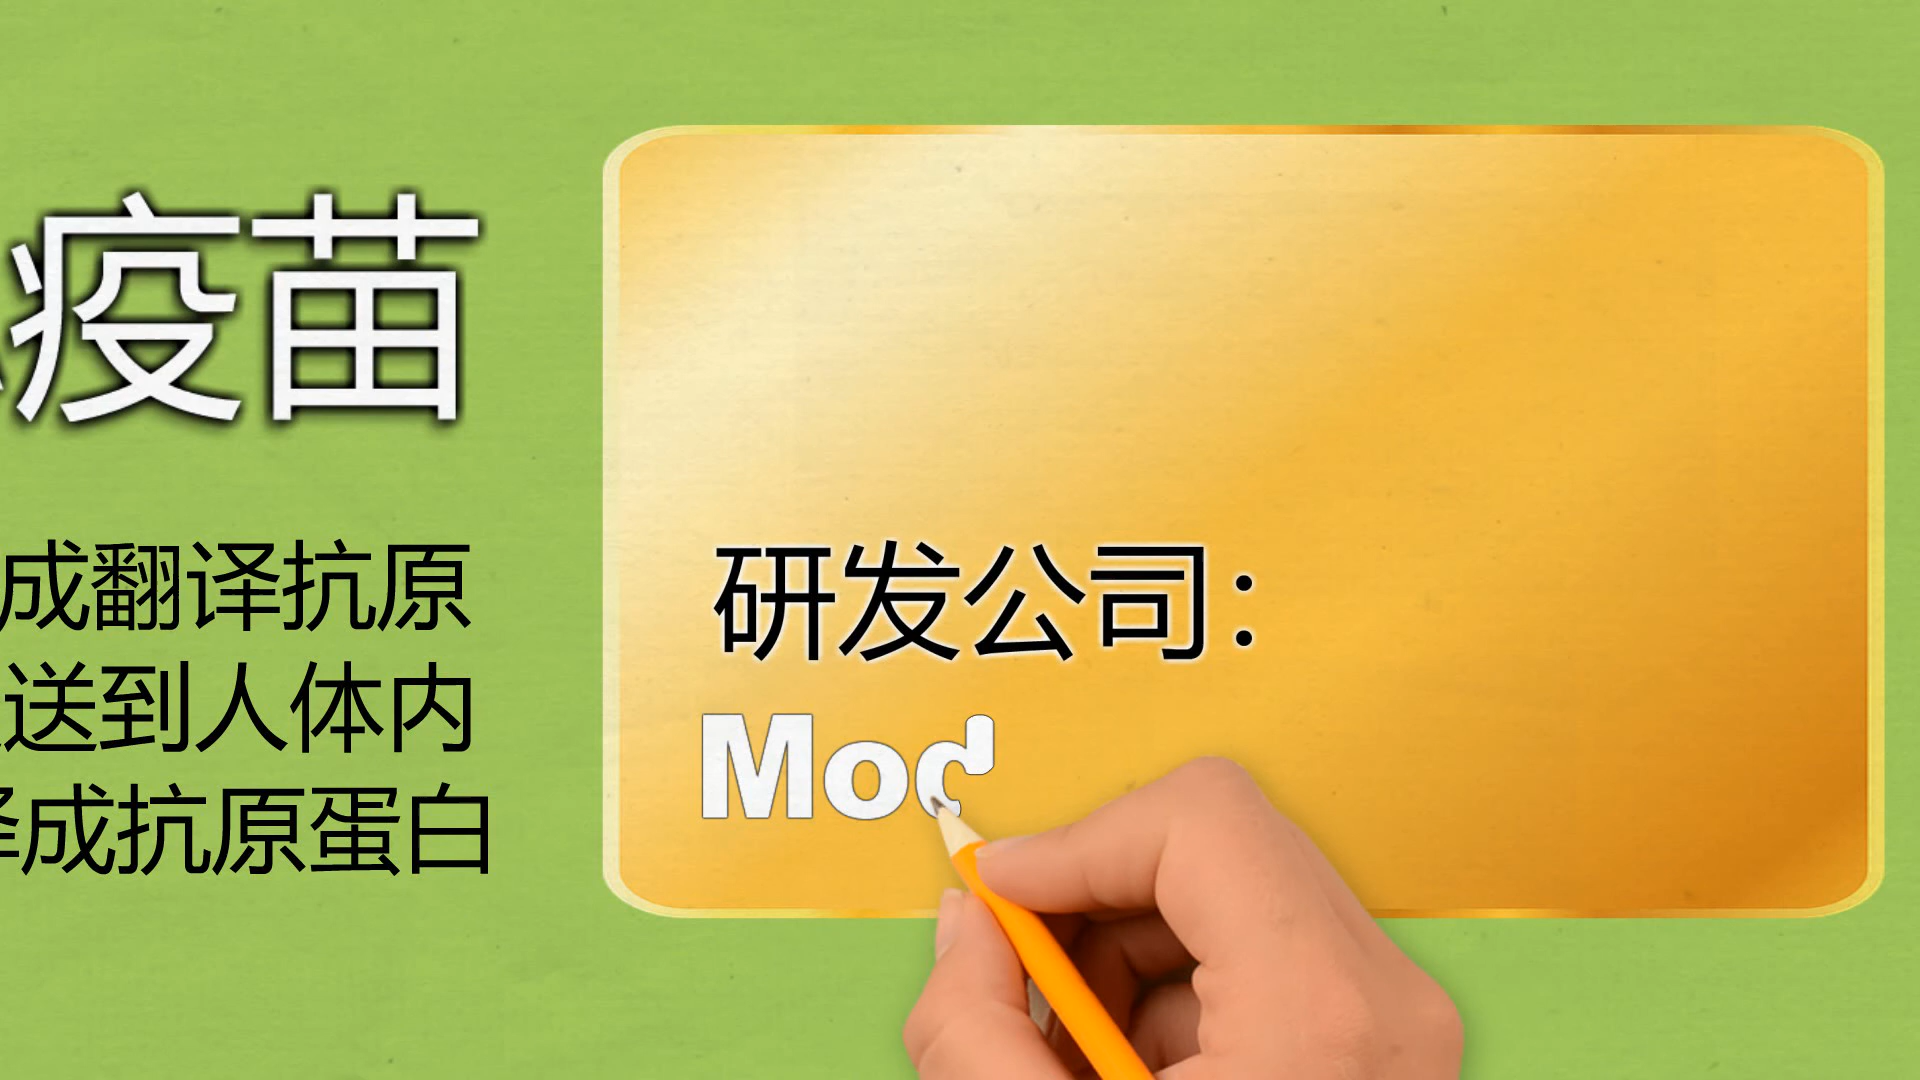 疫苗
成翻译抗原
送到人体内
成抗原蛋白
研发公司：
Mod